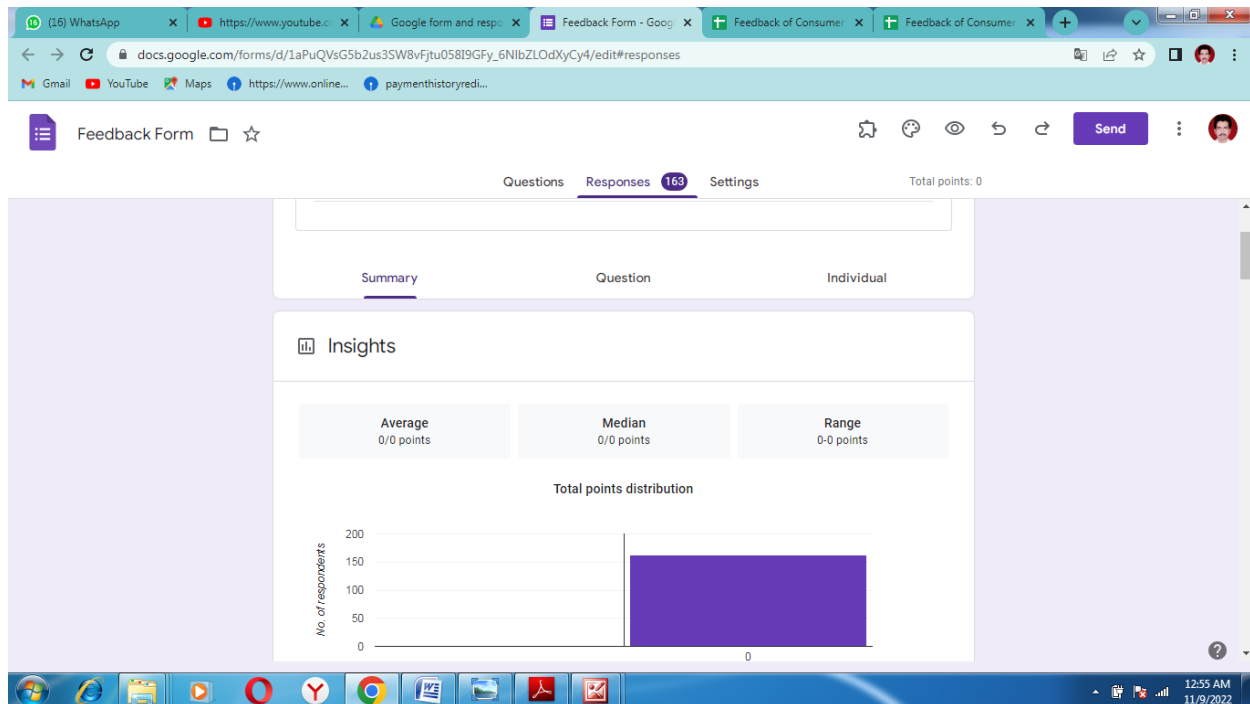 (16) WhatsApp
https://www.youtube.cc
Google form and respo
Feedback Form - Goog
Feedback of Consumer
Feedback of Consumer
docs.google.com/forms/d/1aPuQVsG5b2us3SW8vFjtu058I9GFy_6NIbZLOdXyCy4/edit#responses
Gmail YouTube Maps https://www.online... paymenthistoryredi...
Feedback Form
Send
Questions Responses 163 Settings
Total points: 0
Summary Question Individual
Insights
Average Median Range
0/0 points 0/0 points 0-0 points
Total points distribution
No. of respondents
200
150
100
50
0
0
12:55 AM
11/9/2022